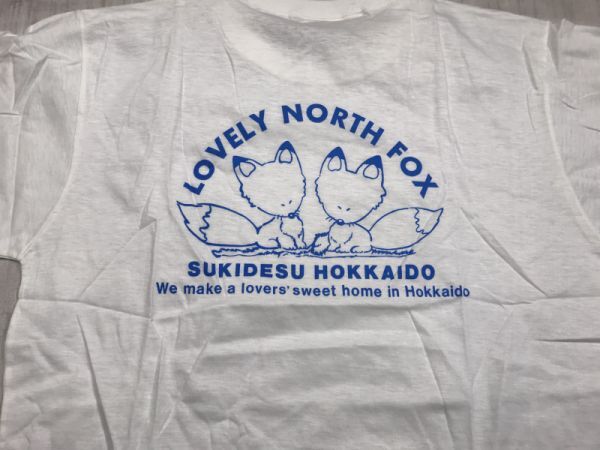 LOVELY NORTH FOX
SUKIDESU HOKKAIDO
We make a lovers' sweet home in Hokkaido